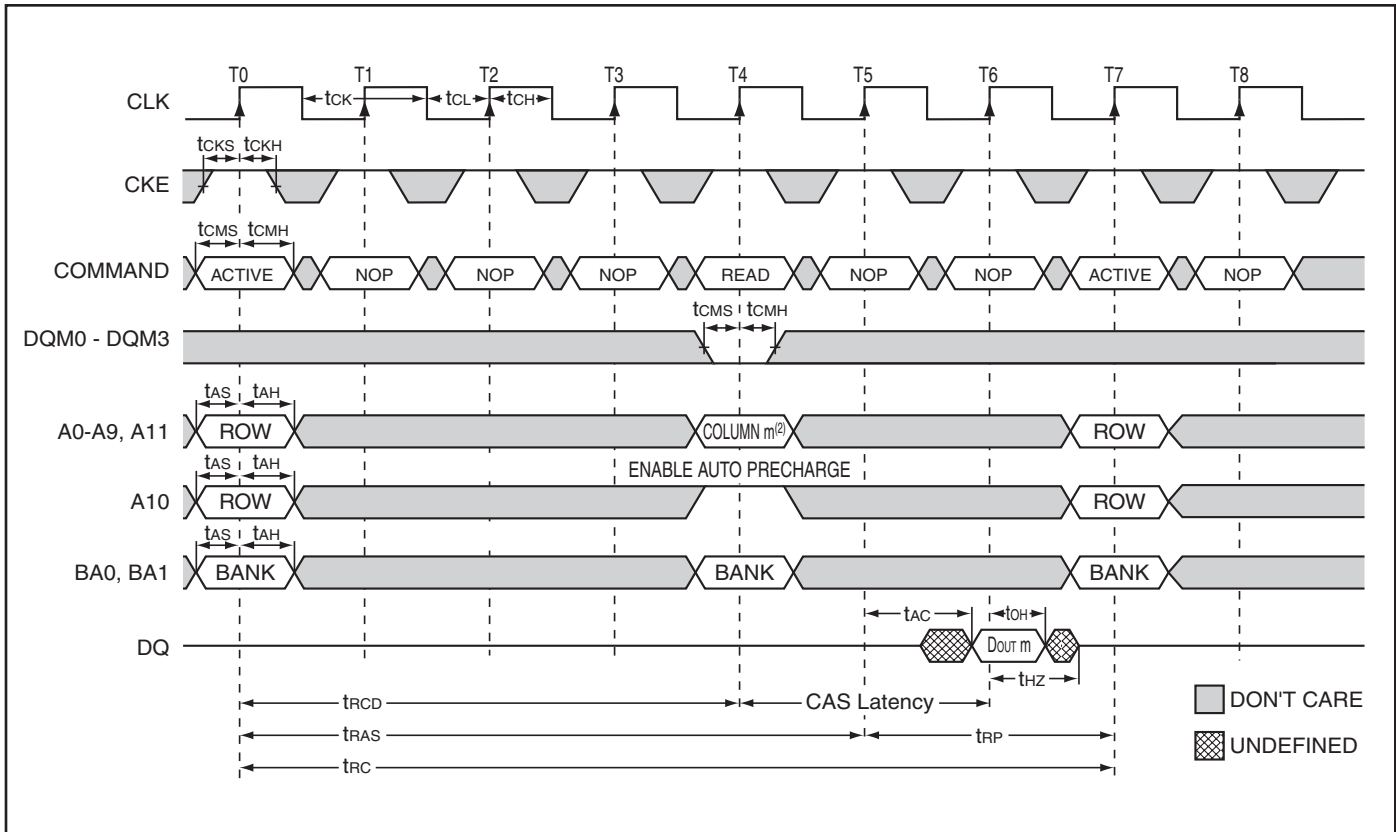 T0 T1 T2 T3 T4 T5 T6 T7 T8
CLK
tCK tCL tCH
tCKS tCKH
CKE
tCMS tCMH
COMMAND ACTIVE NOP NOP NOP READ NOP NOP ACTIVE NOP
tCMS tCMH
DQM0 - DQM3
tAS tAH
A0-A9, A11 ROW COLUMN m(2) ROW
tAS tAH ENABLE AUTO PRECHARGE
A10 ROW ROW
tAS tAH
BA0, BA1 BANK BANK BANK
tAC tOH
DQ DOUT m
tHZ
tRCD CAS Latency
DON'T CARE
tRAS tRP
UNDEFINED
tRC